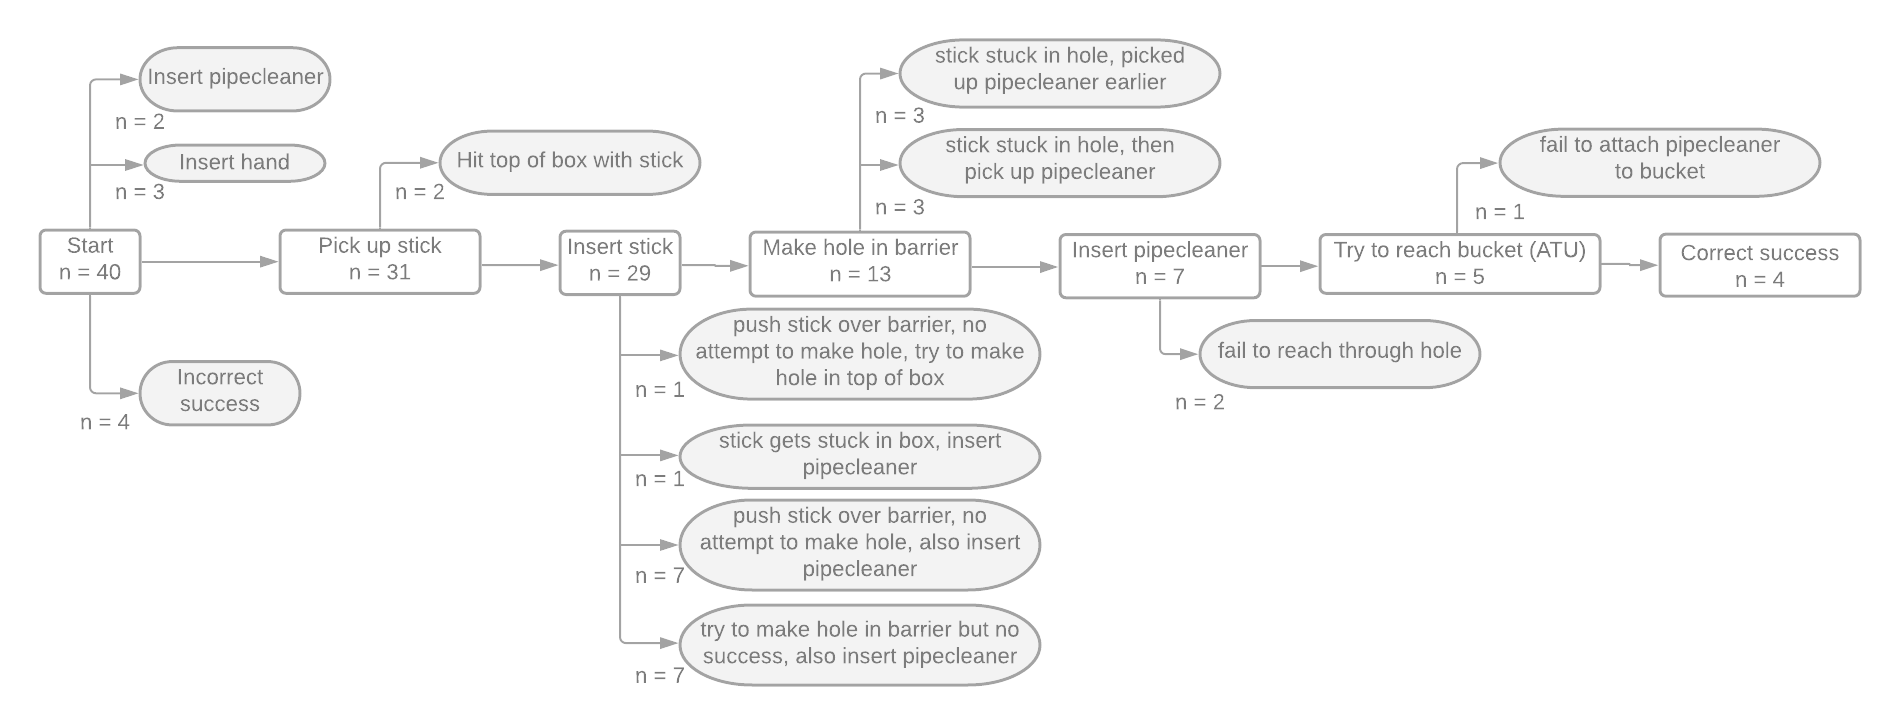 Insert pipecleaner
n = 2
Insert hand
n = 3
Start
n = 40
Incorrect
success
n = 4
Hit top of box with stick
n = 2
Pick up stick
n = 31
Insert stick
n = 29
push stick over barrier, no
attempt to make hole, try to make
hole in top of box
n = 1
stick gets stuck in box, insert
pipecleaner
n = 1
push stick over barrier, no
attempt to make hole, also insert
pipecleaner
n = 7
try to make hole in barrier but no
success, also insert pipecleaner
n = 7
stick stuck in hole, picked
up pipecleaner earlier
n = 3
stick stuck in hole, then
pick up pipecleaner
n = 3
Make hole in barrier
n = 13
Insert pipecleaner
n = 7
fail to reach through hole
n = 2
fail to attach pipecleaner
to bucket
n = 1
Try to reach bucket (ATU)
n = 5
Correct success
n = 4